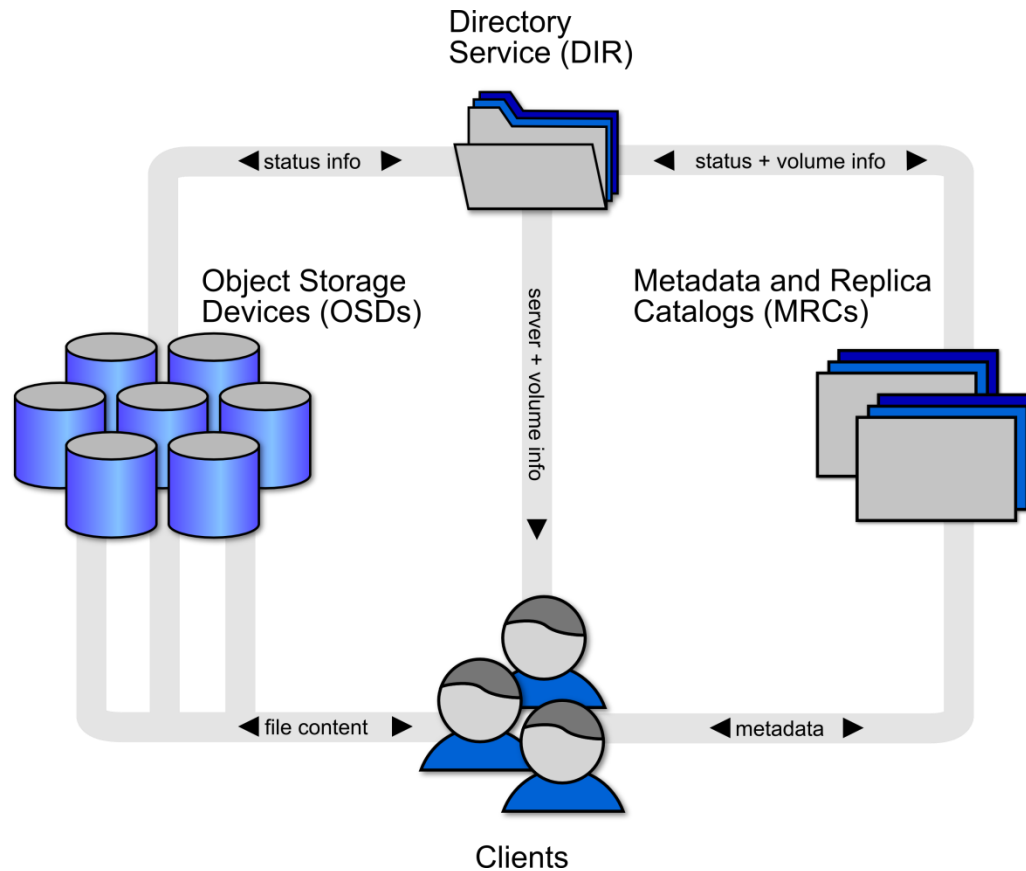 Directory
Service (DIR)
status info
status + volume info
Object Storage
Devices (OSDs)
server + volume info
Metadata and Replica
Catalogs (MRCs)
file content
metadata
Clients